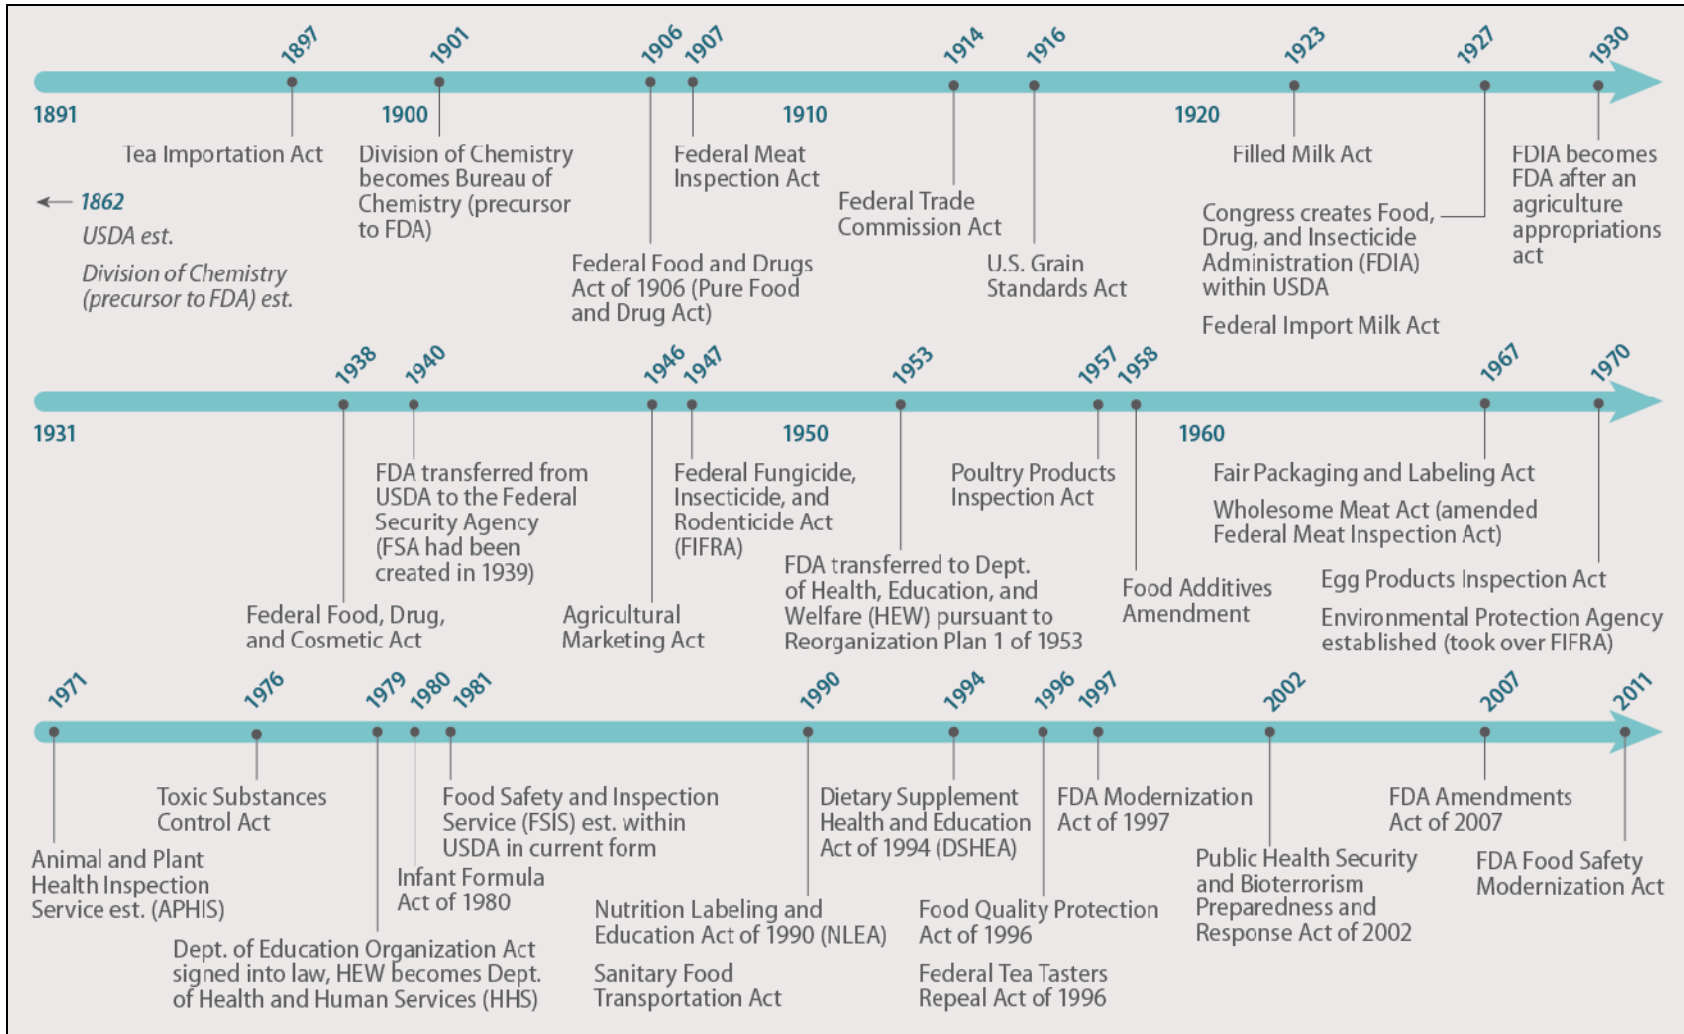 1897
1901
1906
1907
1914
1916
1923
1927
1930
1891
1900
1910
1920
Tea Importation Act
1862
USDA est.
Division of Chemistry
(precursor to FDA) est.
Division of Chemistry
becomes Bureau of
Chemistry (precursor
to FDA)
Federal Food and Drugs
Act of 1906 (Pure Food
and Drug Act)
Federal Meat
Inspection Act
Federal Trade
Commission Act
U.S. Grain
Standards Act
Filled Milk Act
Congress creates Food,
Drug, and Insecticide
Administration (FDIA)
within USDA
Federal Import Milk Act
FDIA becomes
FDA after an
agriculture
appropriations
act
1938
1940
1946
1947
1953
1957
1958
1967
1970
1931
1950
1960
Federal Food, Drug,
and Cosmetic Act
FDA transferred from
USDA to the Federal
Security Agency
(FSA had been
created in 1939)
Agricultural
Marketing Act
Federal Fungicide,
Insecticide, and
Rodenticide Act
(FIFRA)
FDA transferred to Dept.
of Health, Education, and
Welfare (HEW) pursuant to
Reorganization Plan 1 of 1953
Poultry Products
Inspection Act
Food Additives
Amendment
Fair Packaging and Labeling Act
Wholesome Meat Act (amended
Federal Meat Inspection Act)
Egg Products Inspection Act
Environmental Protection Agency
established (took over FIFRA)
1971
1976
1979
1980
1981
1990
1994
1996
1997
2002
2007
2011
Animal and Plant
Health Inspection
Service est. (APHIS)
Toxic Substances
Control Act
Dept. of Education Organization Act
signed into law, HEW becomes Dept.
of Health and Human Services (HHS)
Infant Formula
Act of 1980
Food Safety and Inspection
Service (FSIS) est. within
USDA in current form
Nutrition Labeling and
Education Act of 1990 (NLEA)
Sanitary Food
Transportation Act
Dietary Supplement
Health and Education
Act of 1994 (DSHEA)
Food Quality Protection
Act of 1996
Federal Tea Tasters
Repeal Act of 1996
FDA Modernization
Act of 1997
Public Health Security
and Bioterrorism
Preparedness and
Response Act of 2002
FDA Amendments
Act of 2007
FDA Food Safety
Modernization Act